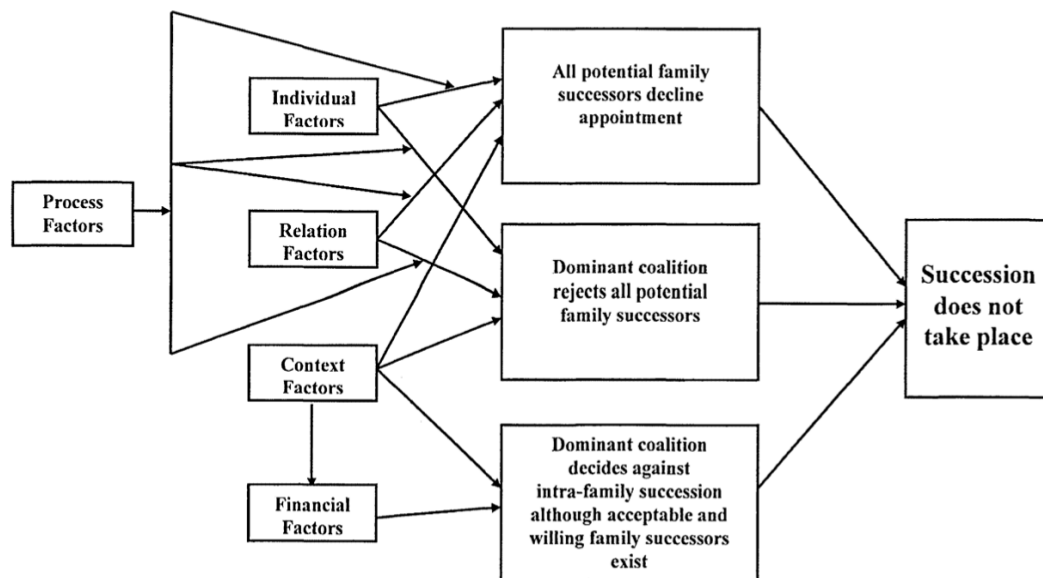 All potential family
successors decline
appointment
Individual
Factors
Process
Factors
Relation
Factors
Dominant coalition
rejects all potential
family successors
Succession
does not
take place
Context
Factors
Dominant coalition
decides against
intra-family succession
although acceptable and
willing family successors
exist
Financial
Factors